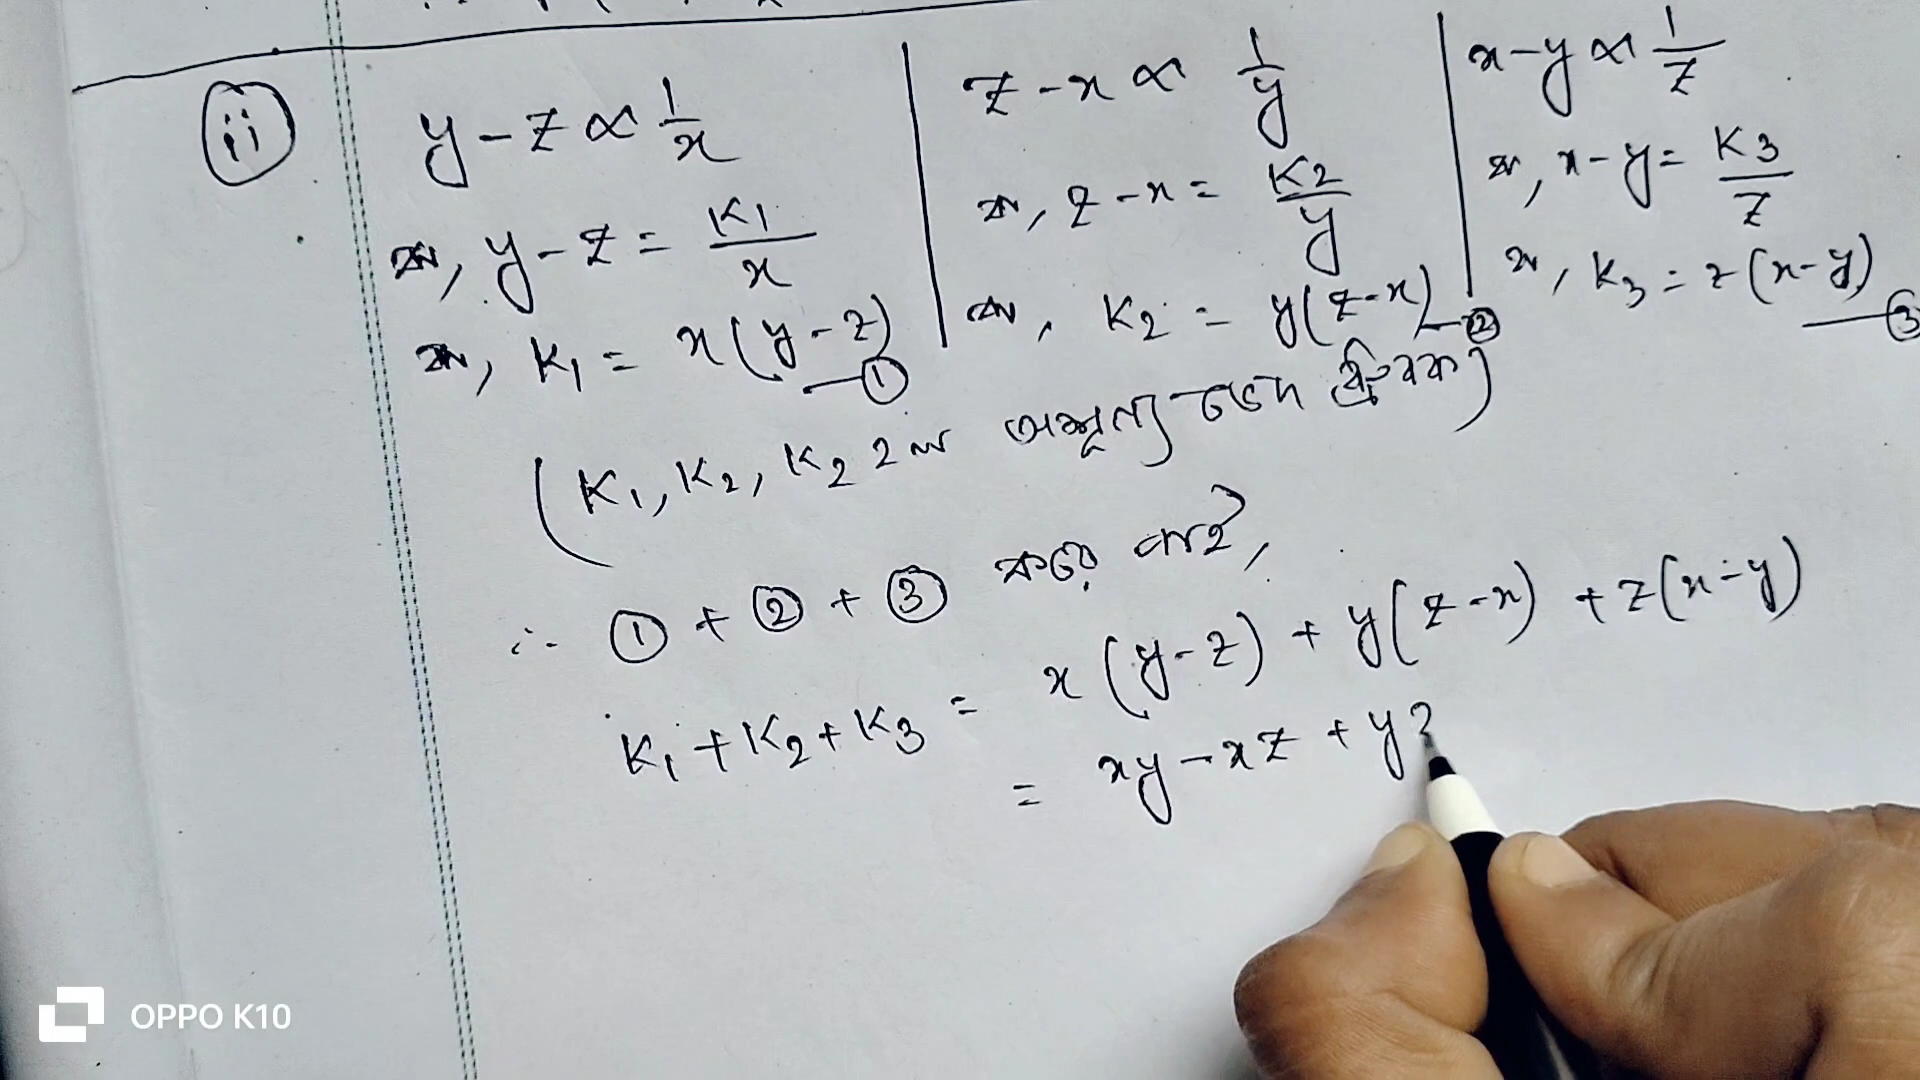 ii
y - z ∝ 1/x
বা, y - z = K₁/x
বা, K₁ = x(y - z) —①
z - x ∝ 1/y
বা, z - x = K₂/y
বা, K₂ = y(z - x) —②
x - y ∝ 1/z
বা, x - y = K₃/z
বা, K₃ = z(x - y) —③
(K₁, K₂, K₂ হল অশূন্য ভেদ ধ্রুবক)
∴ ① + ② + ③ করে পাই,
K₁ + K₂ + K₃ = x(y - z) + y(z - x) + z(x - y)
= xy - xz + yz
OPPO K10